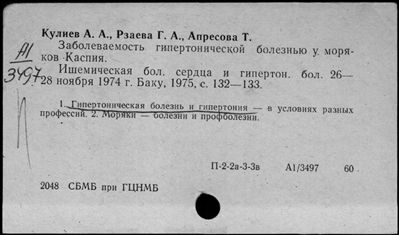 Кулиев А. А., Рзаева Г. А., Апресова Т.
Заболеваемость гипертонической болезнью у моря-
ков Каспия.
А1
3497
Ишемическая бол. сердца и гипертон. бол. 26—
28 ноября 1974 г. Баку, 1975, с. 132—133.
1. Гипертоническая болезнь и гипертония — в условиях разных
профессий. 2. Моряки — болезни и профболезни.
П-2-2а-3-3в А1/3497 60
2048 СБМБ при ГЦНМБ